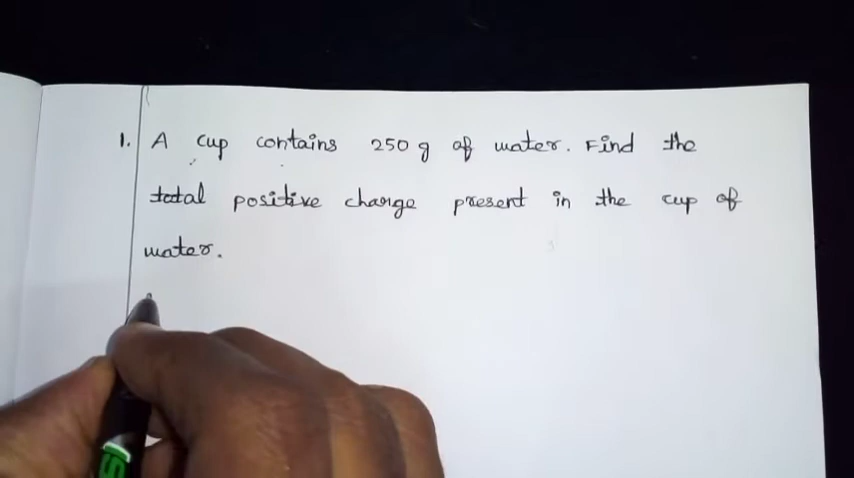 1. A cup contains 250 g of water. Find the
total positive charge present in the cup of
water.